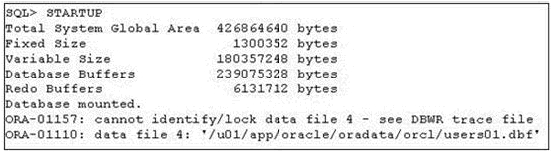 SQL> STARTUP
Total System Global Area  426864640 bytes
Fixed Size                  1300352 bytes
Variable Size             180357248 bytes
Database Buffers          239075328 bytes
Redo Buffers                6131712 bytes
Database mounted.
ORA-01157: cannot identify/lock data file 4 - see DBWR trace file
ORA-01110: data file 4: '/u01/app/oracle/oradata/orcl/users01.dbf'